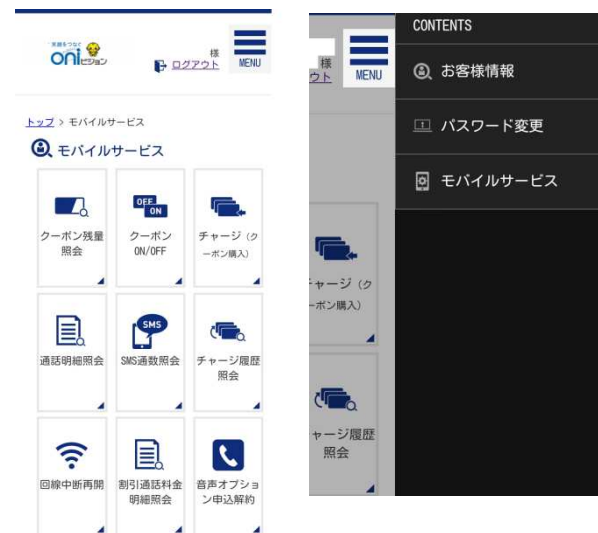 笑顔をつなぐ
oniビジョン
様
ログアウト
MENU
トップ > モバイルサービス
モバイルサービス
クーポン残量
照会
OFF
ON
クーポン
ON/OFF
チャージ (ク
ーポン購入)
通話明細照会
SMS
SMS通数照会
チャージ履歴
照会
回線中断再開
割引通話料金
明細照会
音声オプショ
ン申込解約
様
ウト
MENU
チャージ (ク
ーポン購入)
ャージ履歴
照会
CONTENTS
お客様情報
パスワード変更
モバイルサービス